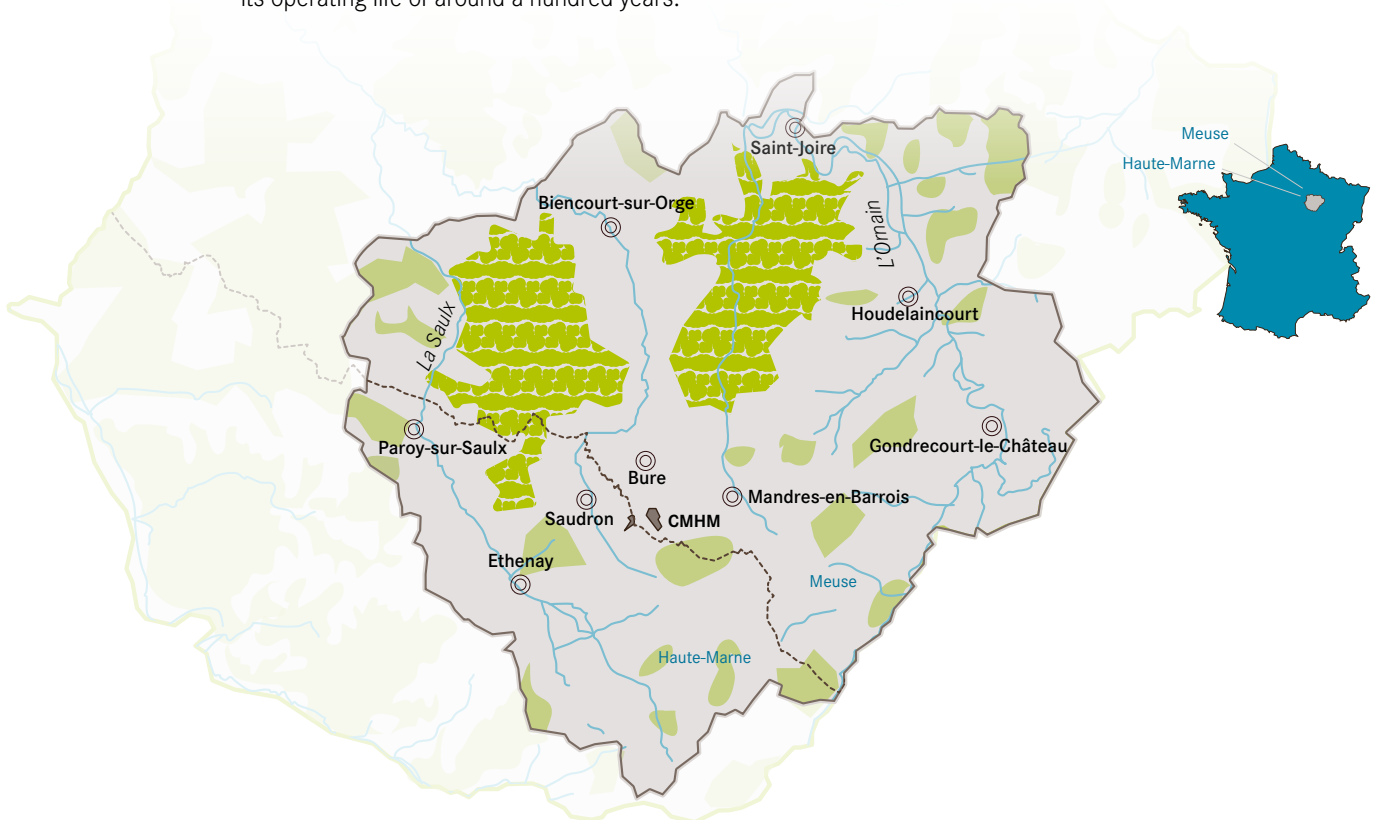 its operating life of around a hundred years.
Meuse
Haute-Marne
Saint-Joire
Biencourt-sur-Orge
L'Ornain
La Saulx
Houdelaincourt
Paroy-sur-Saulx
Gondrecourt-le-Château
Bure
Mandres-en-Barrois
Saudron
CMHM
Ethenay
Meuse
Haute-Marne